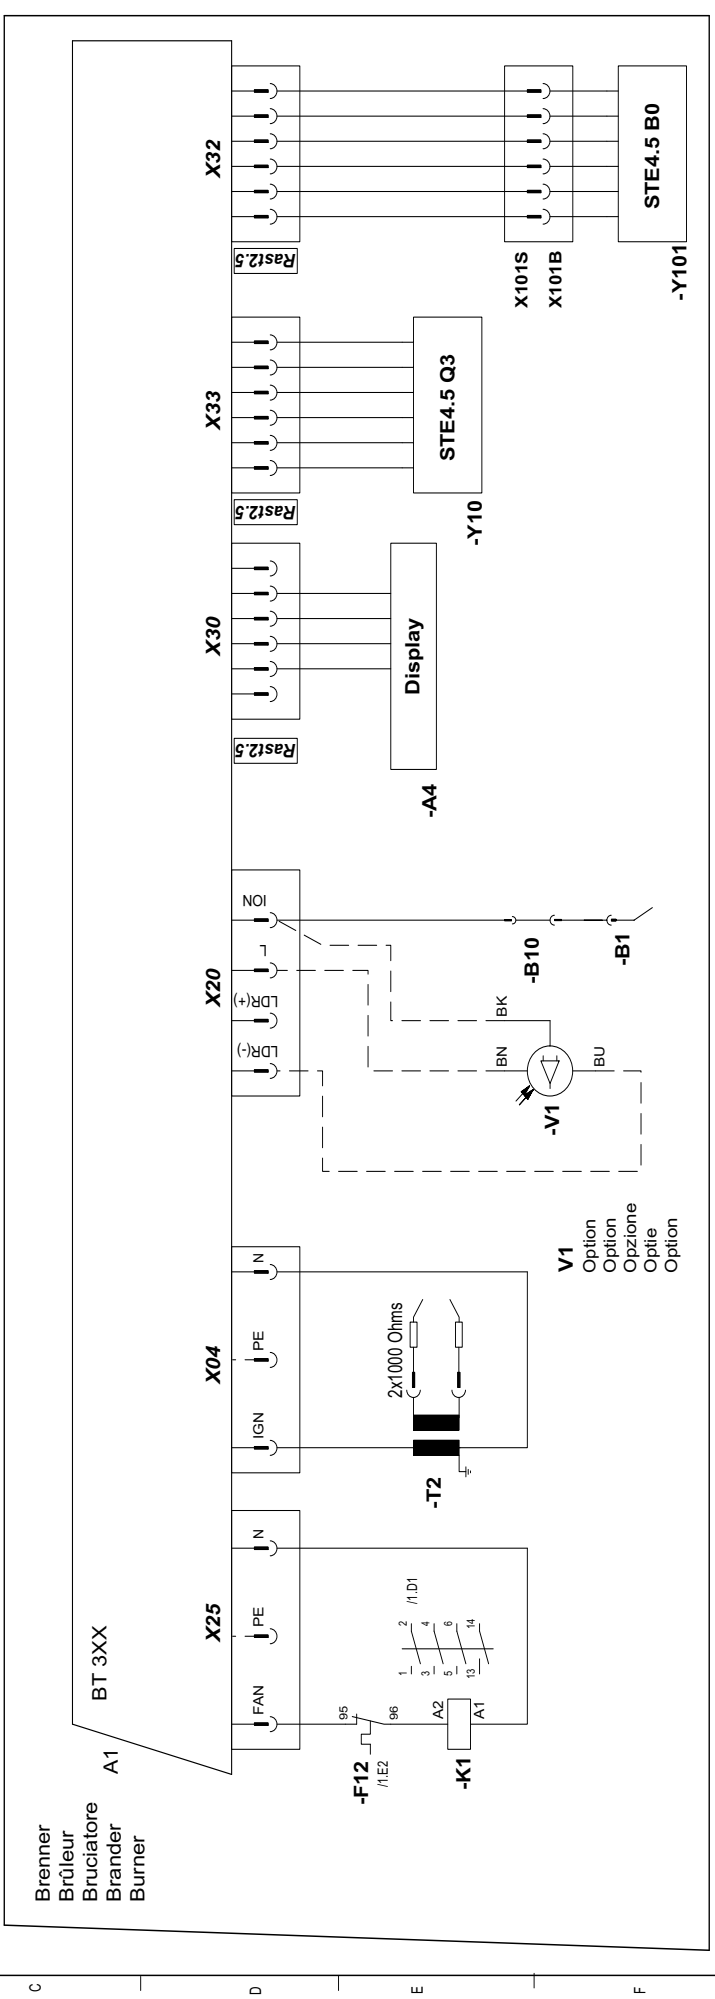 Brenner
Brûleur
Bruciatore
Brander
Burner
A1
BT 3XX
X25
X04
X20
X30
X33
X32
FAN
PE
N
IGN
PE
N
LDR(-)
LDR(+)
L
ION
Rast2.5
Rast2.5
Rast2.5
95
96
-F12
/1.E2
A2
A1
-K1
1
2
3
4
5
6
13
14
/1.D1
-T2
2x1000 Ohms
BN
BK
BU
-V1
V1
Option
Option
Opzione
Optie
Option
-B10
-B1
Display
-A4
STE4.5 Q3
-Y10
X101S
X101B
STE4.5 B0
-Y101
C
D
E
F